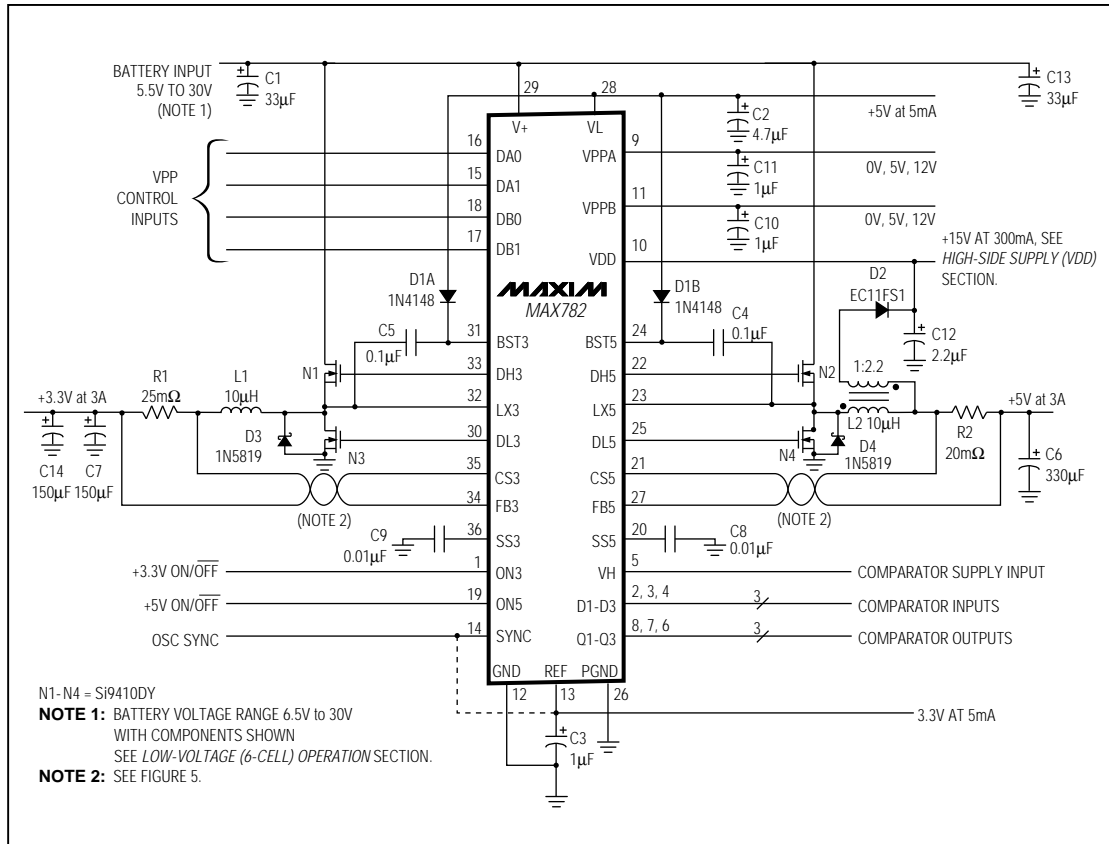 BATTERY INPUT
5.5V TO 30V
(NOTE 1)
C1
33µF
29
28
C13
33µF
V+
VL
C2
4.7µF
+5V at 5mA
VPP
CONTROL
INPUTS
16
DA0
15
DA1
18
DB0
17
DB1
9
VPPA
C11
1µF
0V, 5V, 12V
11
VPPB
C10
1µF
0V, 5V, 12V
10
VDD
+15V AT 300mA, SEE
HIGH-SIDE SUPPLY (VDD)
SECTION.
D1A
1N4148
MAXIM
MAX782
D1B
1N4148
D2
EC11FS1
C12
2.2µF
C5
0.1µF
31
BST3
24
BST5
C4
0.1µF
N1
33
DH3
22
DH5
N2
1:2.2
32
LX3
23
LX5
+3.3V at 3A
R1
25mΩ
L1
10µH
L2 10µH
+5V at 3A
R2
20mΩ
D3
1N5819
N3
30
DL3
25
DL5
N4
D4
1N5819
C14
150µF
C7
150µF
C6
330µF
35
CS3
21
CS5
34
FB3
27
FB5
(NOTE 2)
(NOTE 2)
C9
0.01µF
36
SS3
20
SS5
C8
0.01µF
+3.3V ON/OFF
1
ON3
5
VH
COMPARATOR SUPPLY INPUT
+5V ON/OFF
19
ON5
2, 3, 4
D1-D3
3
COMPARATOR INPUTS
OSC SYNC
14
SYNC
8, 7, 6
Q1-Q3
3
COMPARATOR OUTPUTS
GND
REF
PGND
12
13
26
3.3V AT 5mA
C3
1µF
N1-N4 = Si9410DY
NOTE 1: BATTERY VOLTAGE RANGE 6.5V to 30V
WITH COMPONENTS SHOWN
SEE LOW-VOLTAGE (6-CELL) OPERATION SECTION.
NOTE 2: SEE FIGURE 5.